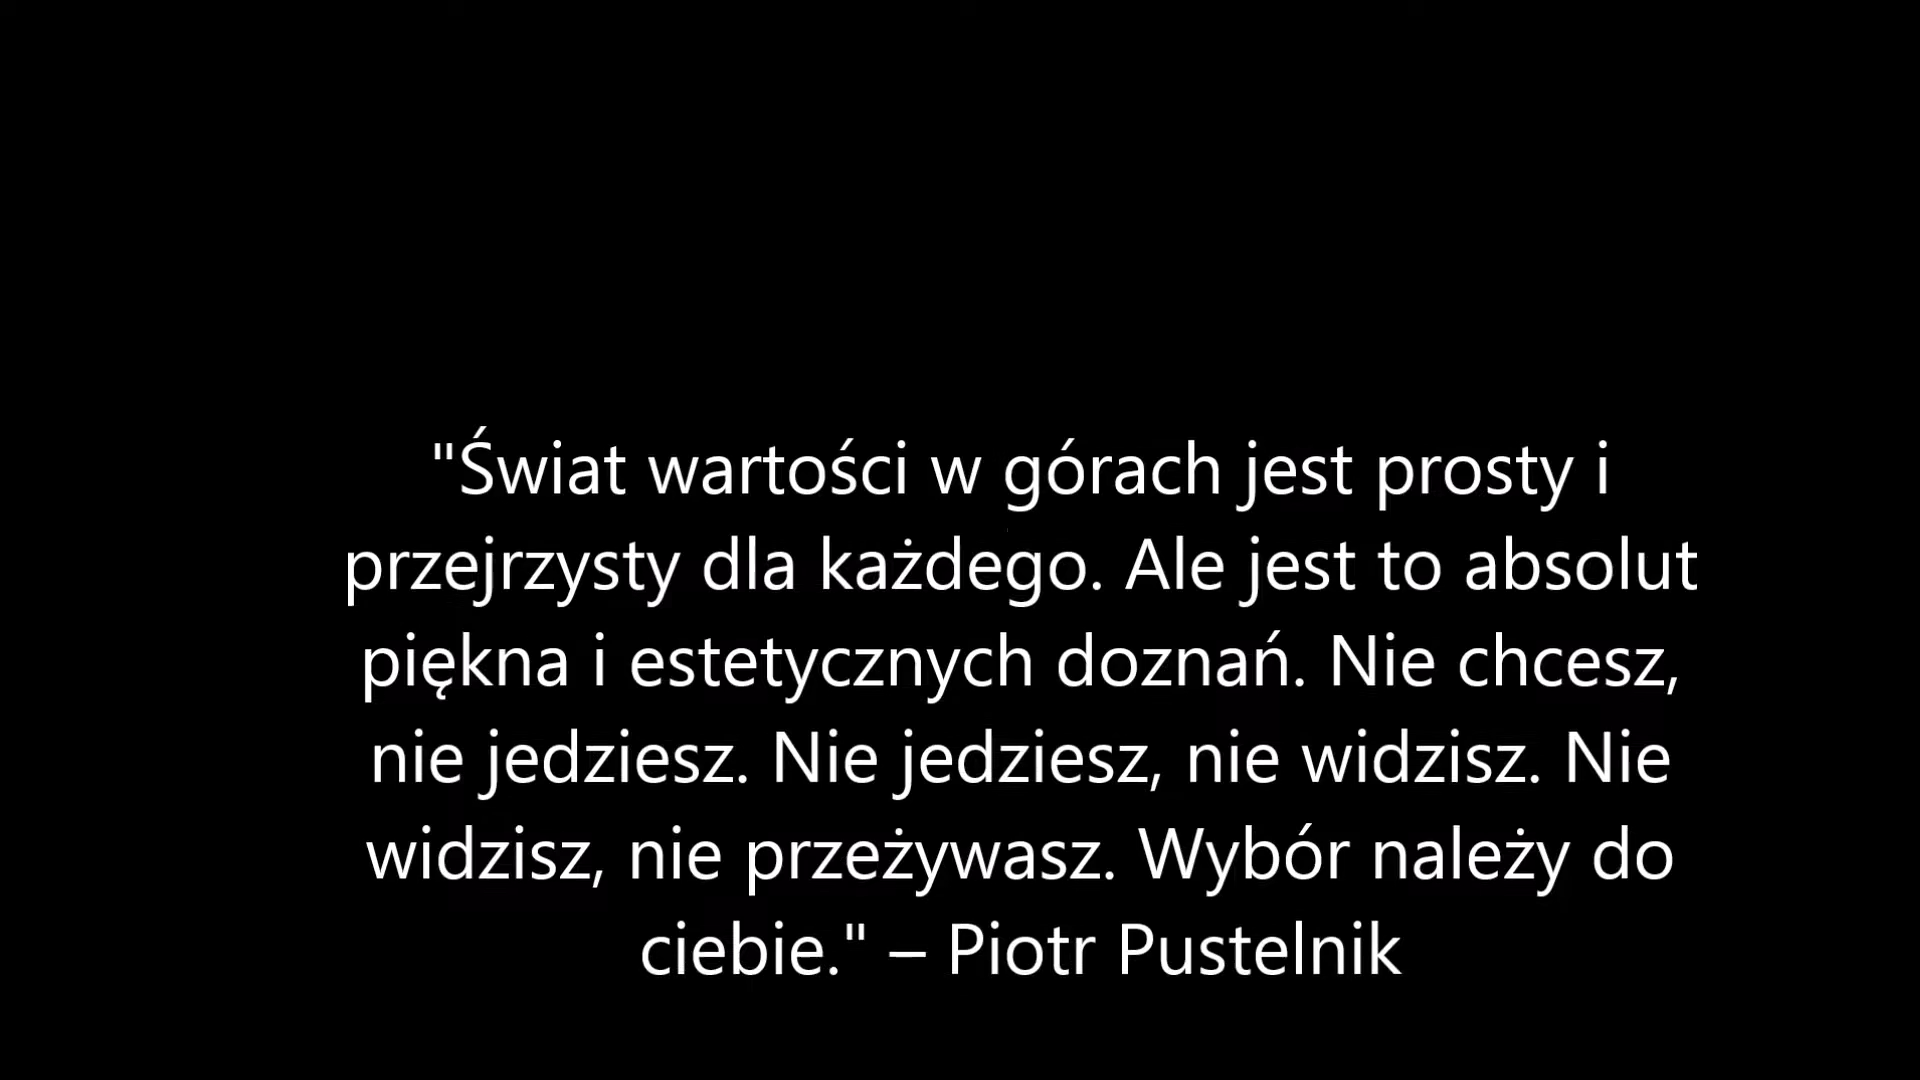 "Świat wartości w górach jest prosty i
przejrzysty dla każdego. Ale jest to absolut
piękna i estetycznych doznań. Nie chcesz,
nie jedziesz. Nie jedziesz, nie widzisz. Nie
widzisz, nie przeżywasz. Wybór należy do
ciebie." – Piotr Pustelnik